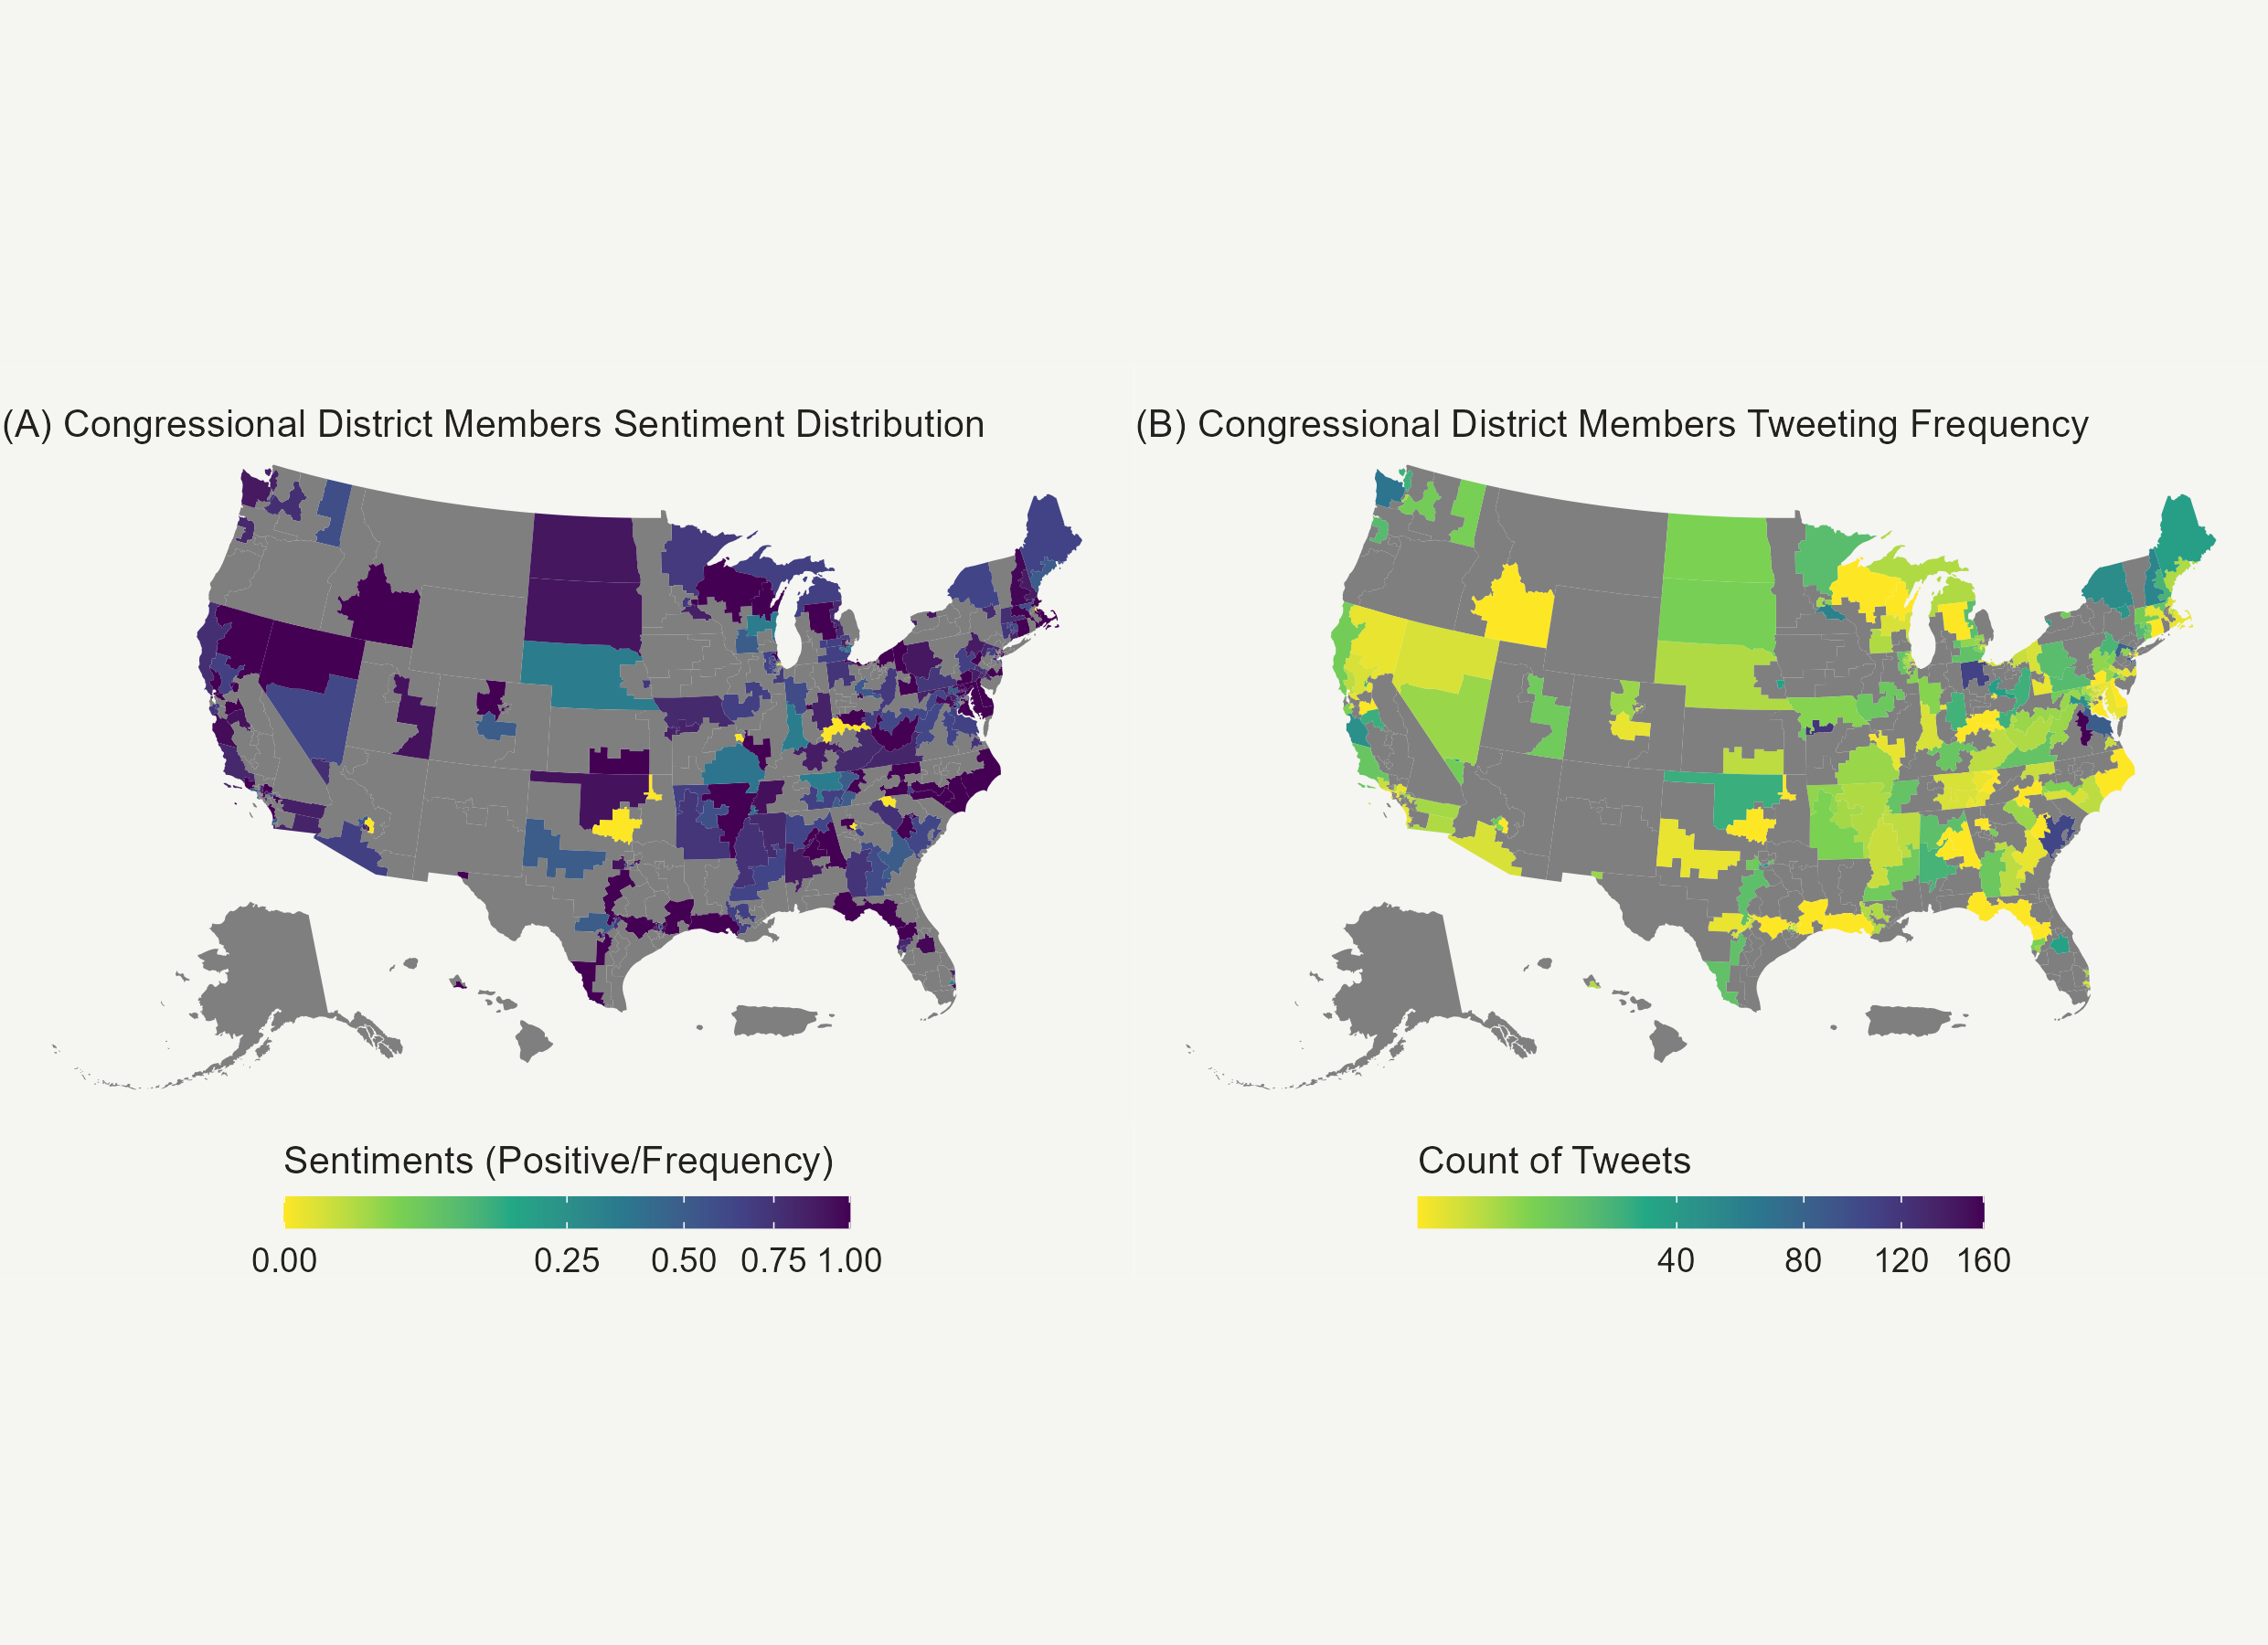 (A) Congressional District Members Sentiment Distribution
Sentiments (Positive/Frequency)
0.00 0.25 0.50 0.75 1.00
(B) Congressional District Members Tweeting Frequency
Count of Tweets
40 80 120 160